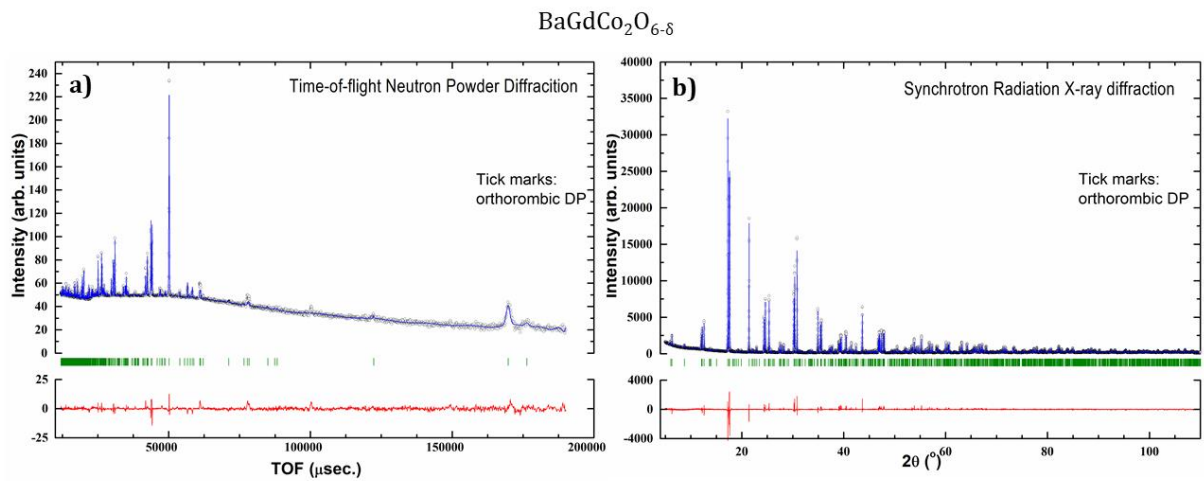 BaGdCo₂O₆₋δ
a)
Time-of-flight Neutron Powder Diffracition
Tick marks:
orthorombic DP
Intensity (arb. units)
240
220
200
180
160
140
120
100
80
60
40
20
0
25
0
-25
50000
100000
150000
200000
TOF (μsec.)
b)
Synchrotron Radiation X-ray diffraction
Tick marks:
orthorombic DP
Intensity (arb. units)
40000
35000
30000
25000
20000
15000
10000
5000
0
4000
0
-4000
20
40
60
80
100
2θ (°)